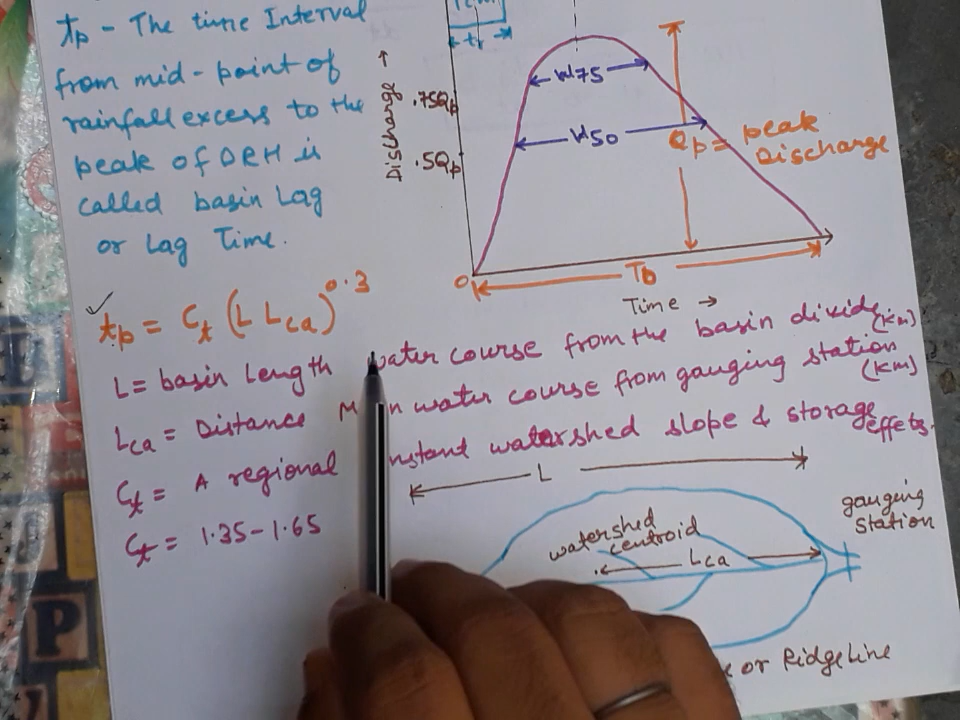 tp - The time Interval
from mid-point of
rainfall excess to the
peak of DRH is
called basin Lag
or Lag Time.
tr
Discharge →
.75Qp
.5Qp
W75
W50
Qp = peak
Discharge
0
Tb
Time →
tp = Ct (L Lca)0.3
L = basin Length water course from the basin divide (km)
Lca = Distance n water course from gauging station (km)
Ct = A regional nstant watershed slope & storage effets.
Ct = 1.35-1.65
L
gauging
station
watershed
centroid
Lca
or Ridge Line
P